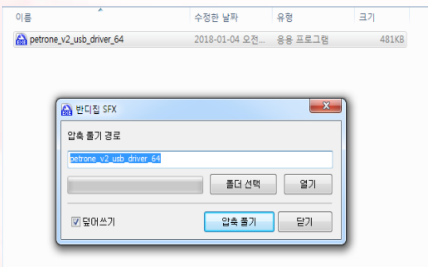 이름 수정한 날짜 유형 크기
petrone_v2_usb_driver_64 2018-01-04 오전... 응용 프로그램 481KB
반디집 SFX
압축 풀기 경로
petrone_v2_usb_driver_64
폴더 선택 열기
덮어쓰기 압축 풀기 닫기